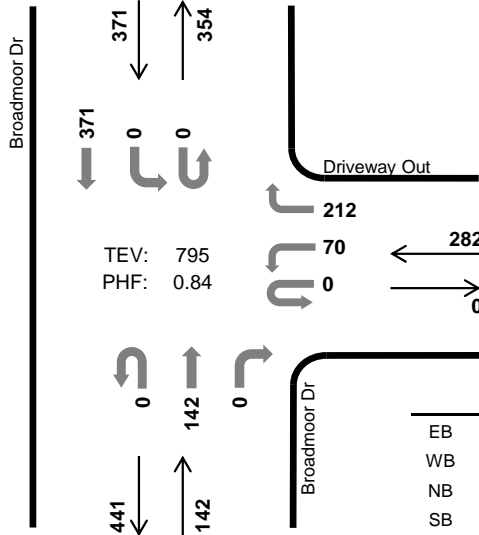 371
354
Broadmoor Dr
371
0
0
Driveway Out
212
70
282
0
0
TEV: 795
PHF: 0.84
0
142
0
Broadmoor Dr
441
142
EB
WB
NB
SB